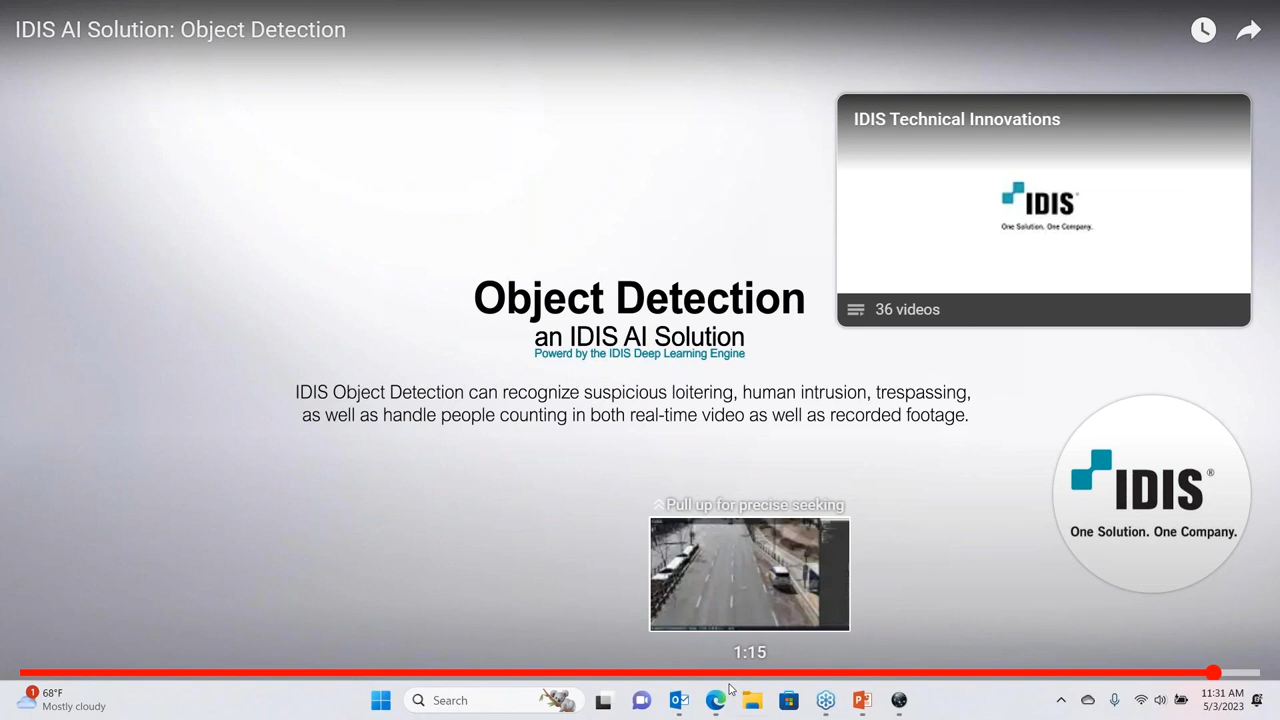 IDIS AI Solution: Object Detection
IDIS Technical Innovations
IDIS
One Solution. One Company.
36 videos
Object Detection
an IDIS AI Solution
Powerd by the IDIS Deep Learning Engine
IDIS Object Detection can recognize suspicious loitering, human intrusion, trespassing,
as well as handle people counting in both real-time video as well as recorded footage.
IDIS®
One Solution. One Company.
Pull up for precise seeking
1:15
1
68°F
Mostly cloudy
Search
11:31 AM
5/3/2023